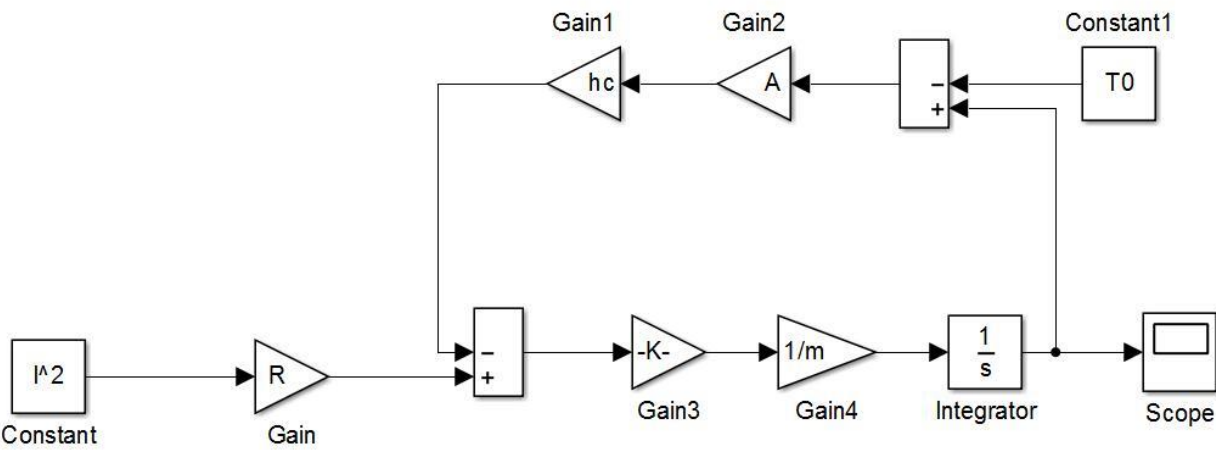 Gain1
Gain2
Constant1
hc
A
−
+
T0
I^2
R
−
+
-K-
1/m
1
s
Constant
Gain
Gain3
Gain4
Integrator
Scope